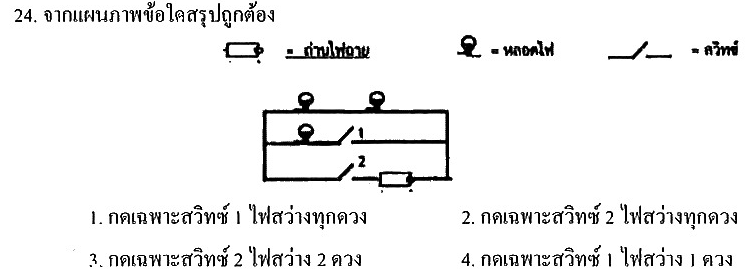 24. จากแผนภาพข้อใดสรุปถูกต้อง
= ถ่านไฟฉาย = หลอดไฟ = สวิทซ์
1
2
1. กดเฉพาะสวิทซ์ 1 ไฟสว่างทุกดวง 2. กดเฉพาะสวิทซ์ 2 ไฟสว่างทุกดวง
3. กดเฉพาะสวิทซ์ 2 ไฟสว่าง 2 ดวง 4. กดเฉพาะสวิทซ์ 1 ไฟสว่าง 1 ดวง